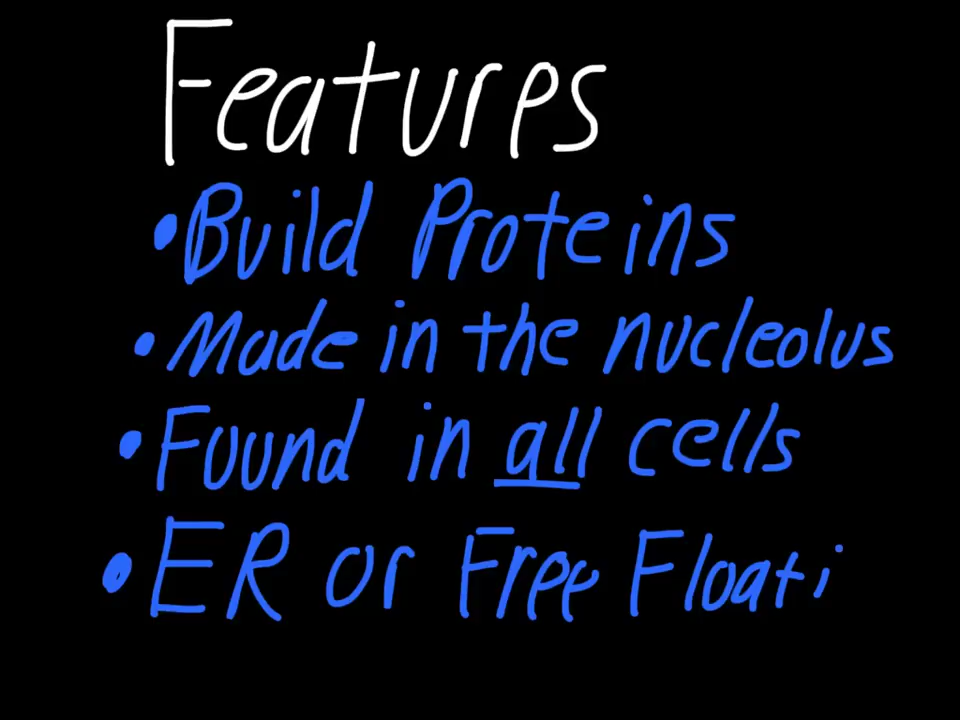 Features
• Build Proteins
• Made in the nucleolus
• Found in all cells
• ER or Free Floati